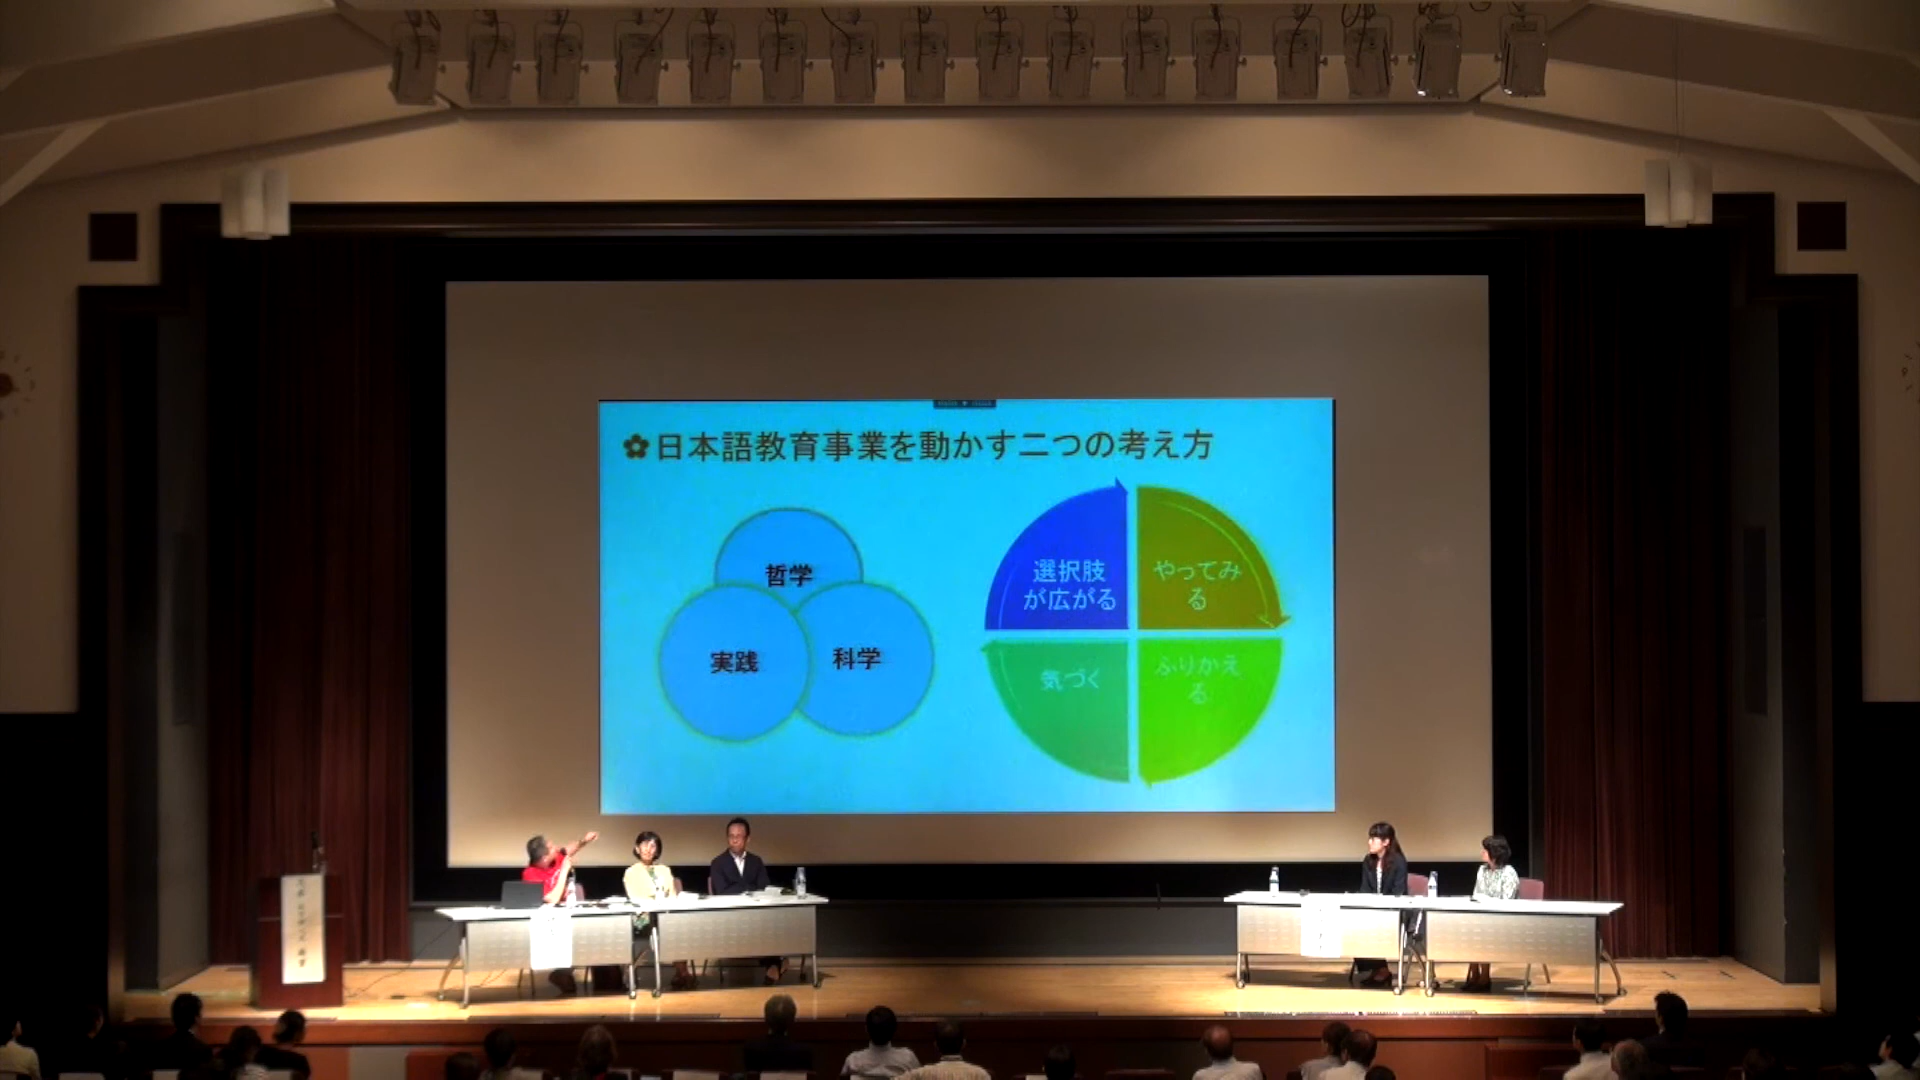 ✿日本語教育事業を動かす二つの考え方
哲学
実践
科学
選択肢
が広がる
やってみ
る
気づく
ふりかえ
る